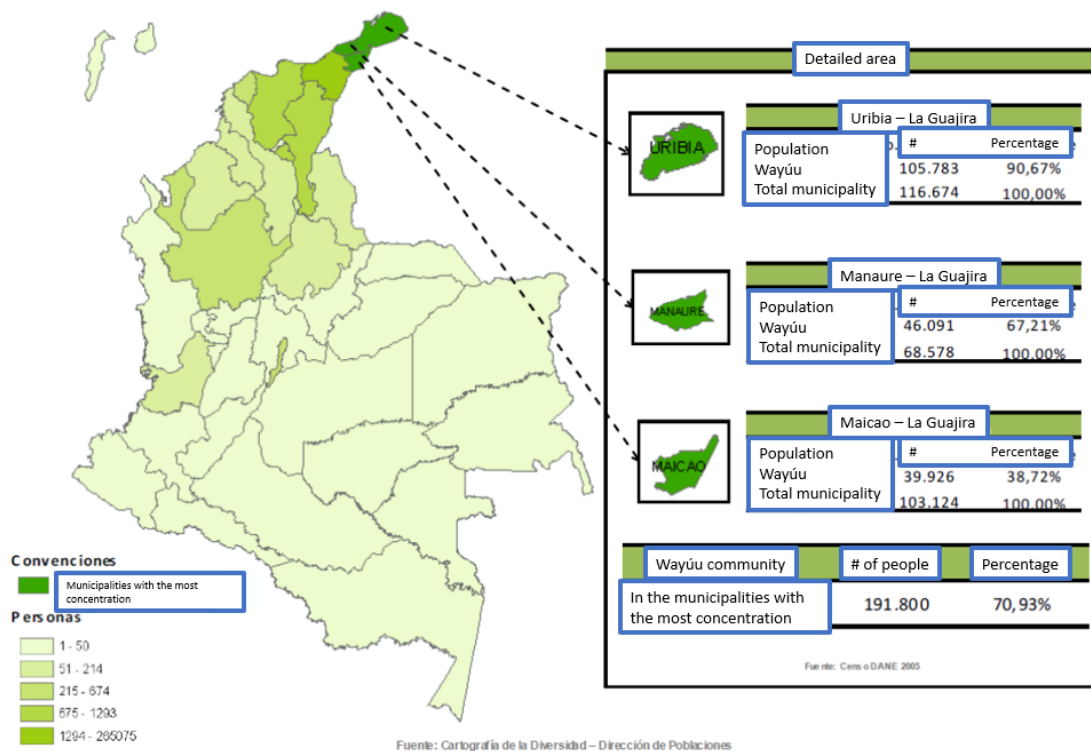 Detailed area
URIBIA
Uribia – La Guajira
Population # Percentage
Wayúu 105.783 90,67%
Total municipality 116.674 100,00%
MANAURE
Manaure – La Guajira
Population # Percentage
Wayúu 46.091 67,21%
Total municipality 68.578 100,00%
MAICAO
Maicao – La Guajira
Population # Percentage
Wayúu 39.926 38,72%
Total municipality 103.124 100,00%
Wayúu community # of people Percentage
In the municipalities with
the most concentration 191.800 70,93%
Fuente: Censo DANE 2005
Convenciones
Municipalities with the most
concentration
Personas
1 - 50
51 - 214
215 - 674
675 - 1293
1294 - 265075
Fuente: Cartografía de la Diversidad – Dirección de Poblaciones